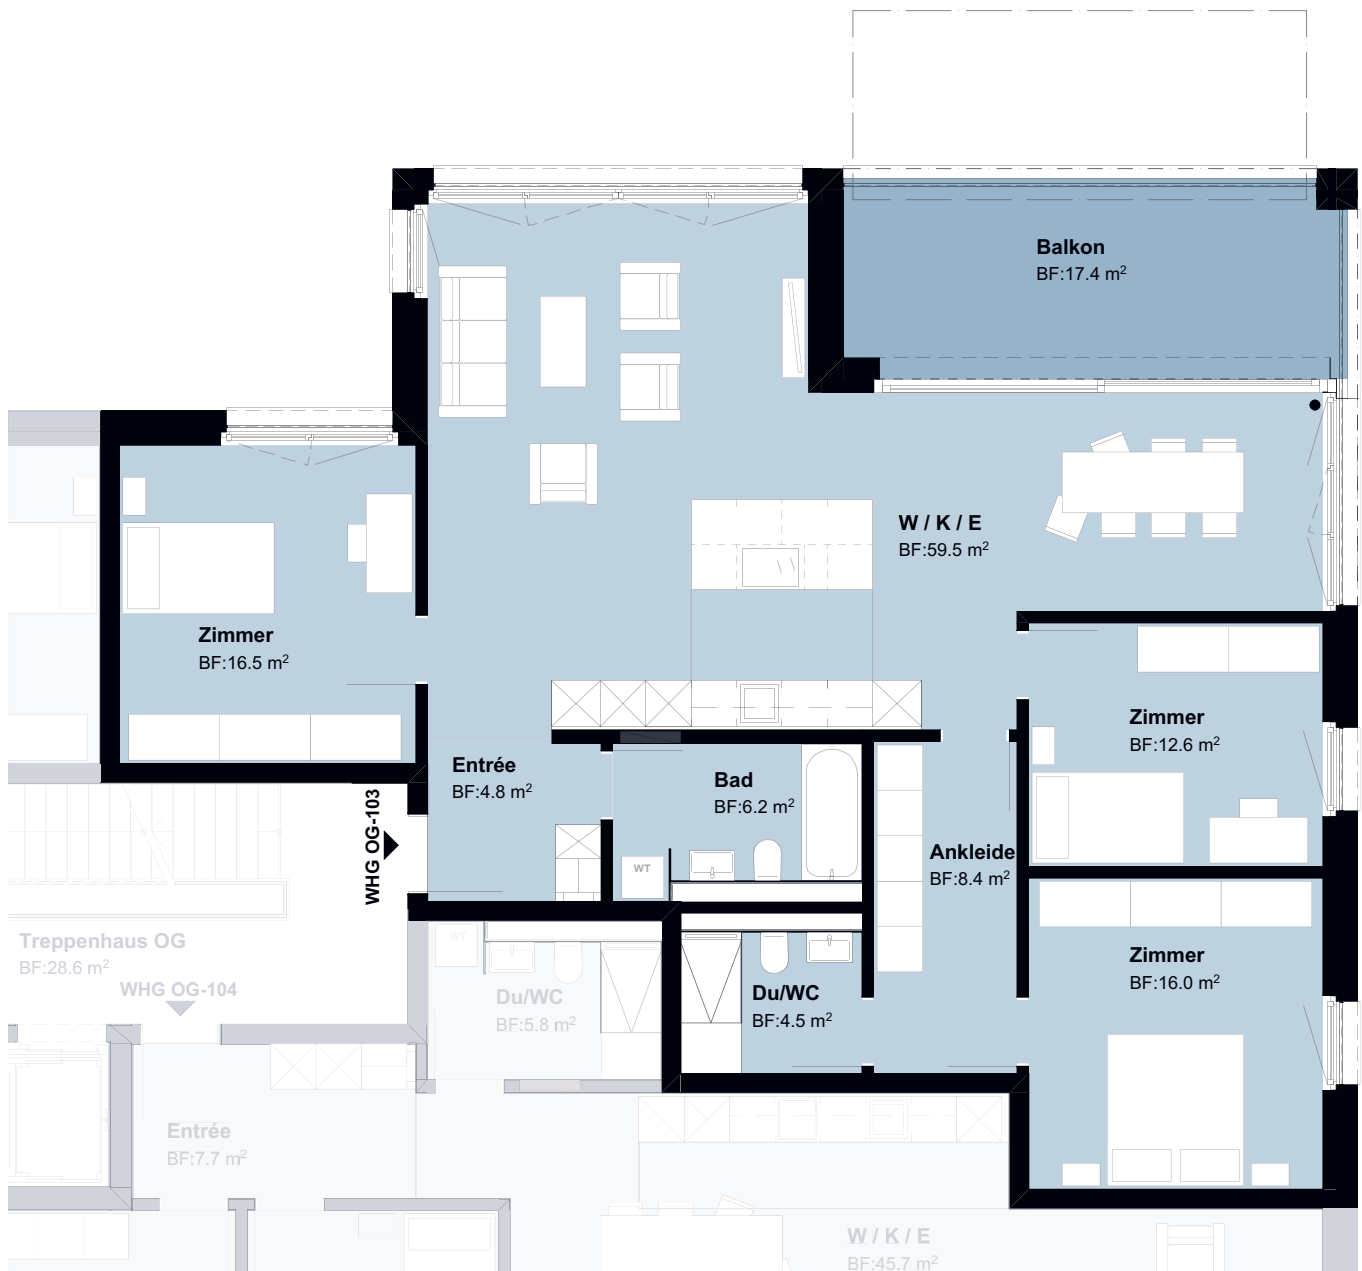 Balkon
BF:17.4 m²
W / K / E
BF:59.5 m²
Zimmer
BF:16.5 m²
Zimmer
BF:12.6 m²
Entrée
BF:4.8 m²
Bad
BF:6.2 m²
WHG OG-103
WT
Ankleide
BF:8.4 m²
Treppenhaus OG
BF:28.6 m²
WHG OG-104
WT
Du/WC
BF:5.8 m²
Du/WC
BF:4.5 m²
Zimmer
BF:16.0 m²
Entrée
BF:7.7 m²
W / K / E
BF:45.7 m²